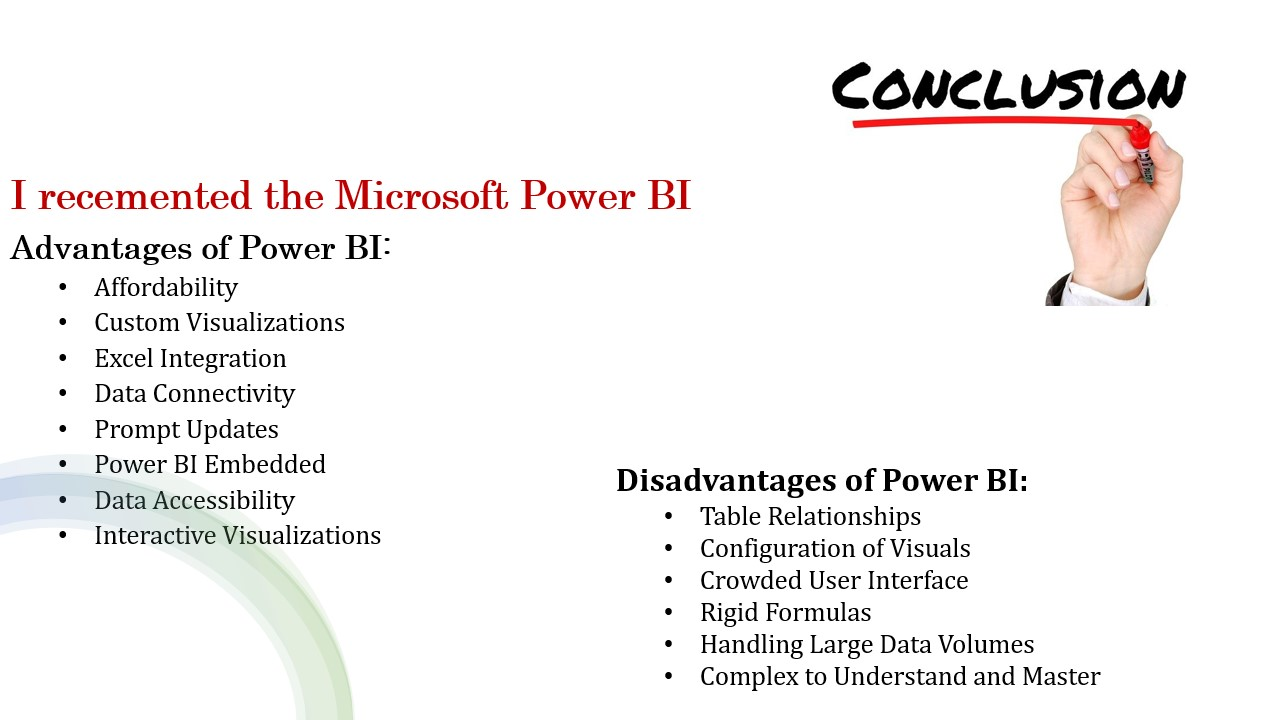 CONCLUSION
I recemented the Microsoft Power BI
Advantages of Power BI:
• Affordability
• Custom Visualizations
• Excel Integration
• Data Connectivity
• Prompt Updates
• Power BI Embedded
• Data Accessibility
• Interactive Visualizations
Disadvantages of Power BI:
• Table Relationships
• Configuration of Visuals
• Crowded User Interface
• Rigid Formulas
• Handling Large Data Volumes
• Complex to Understand and Master